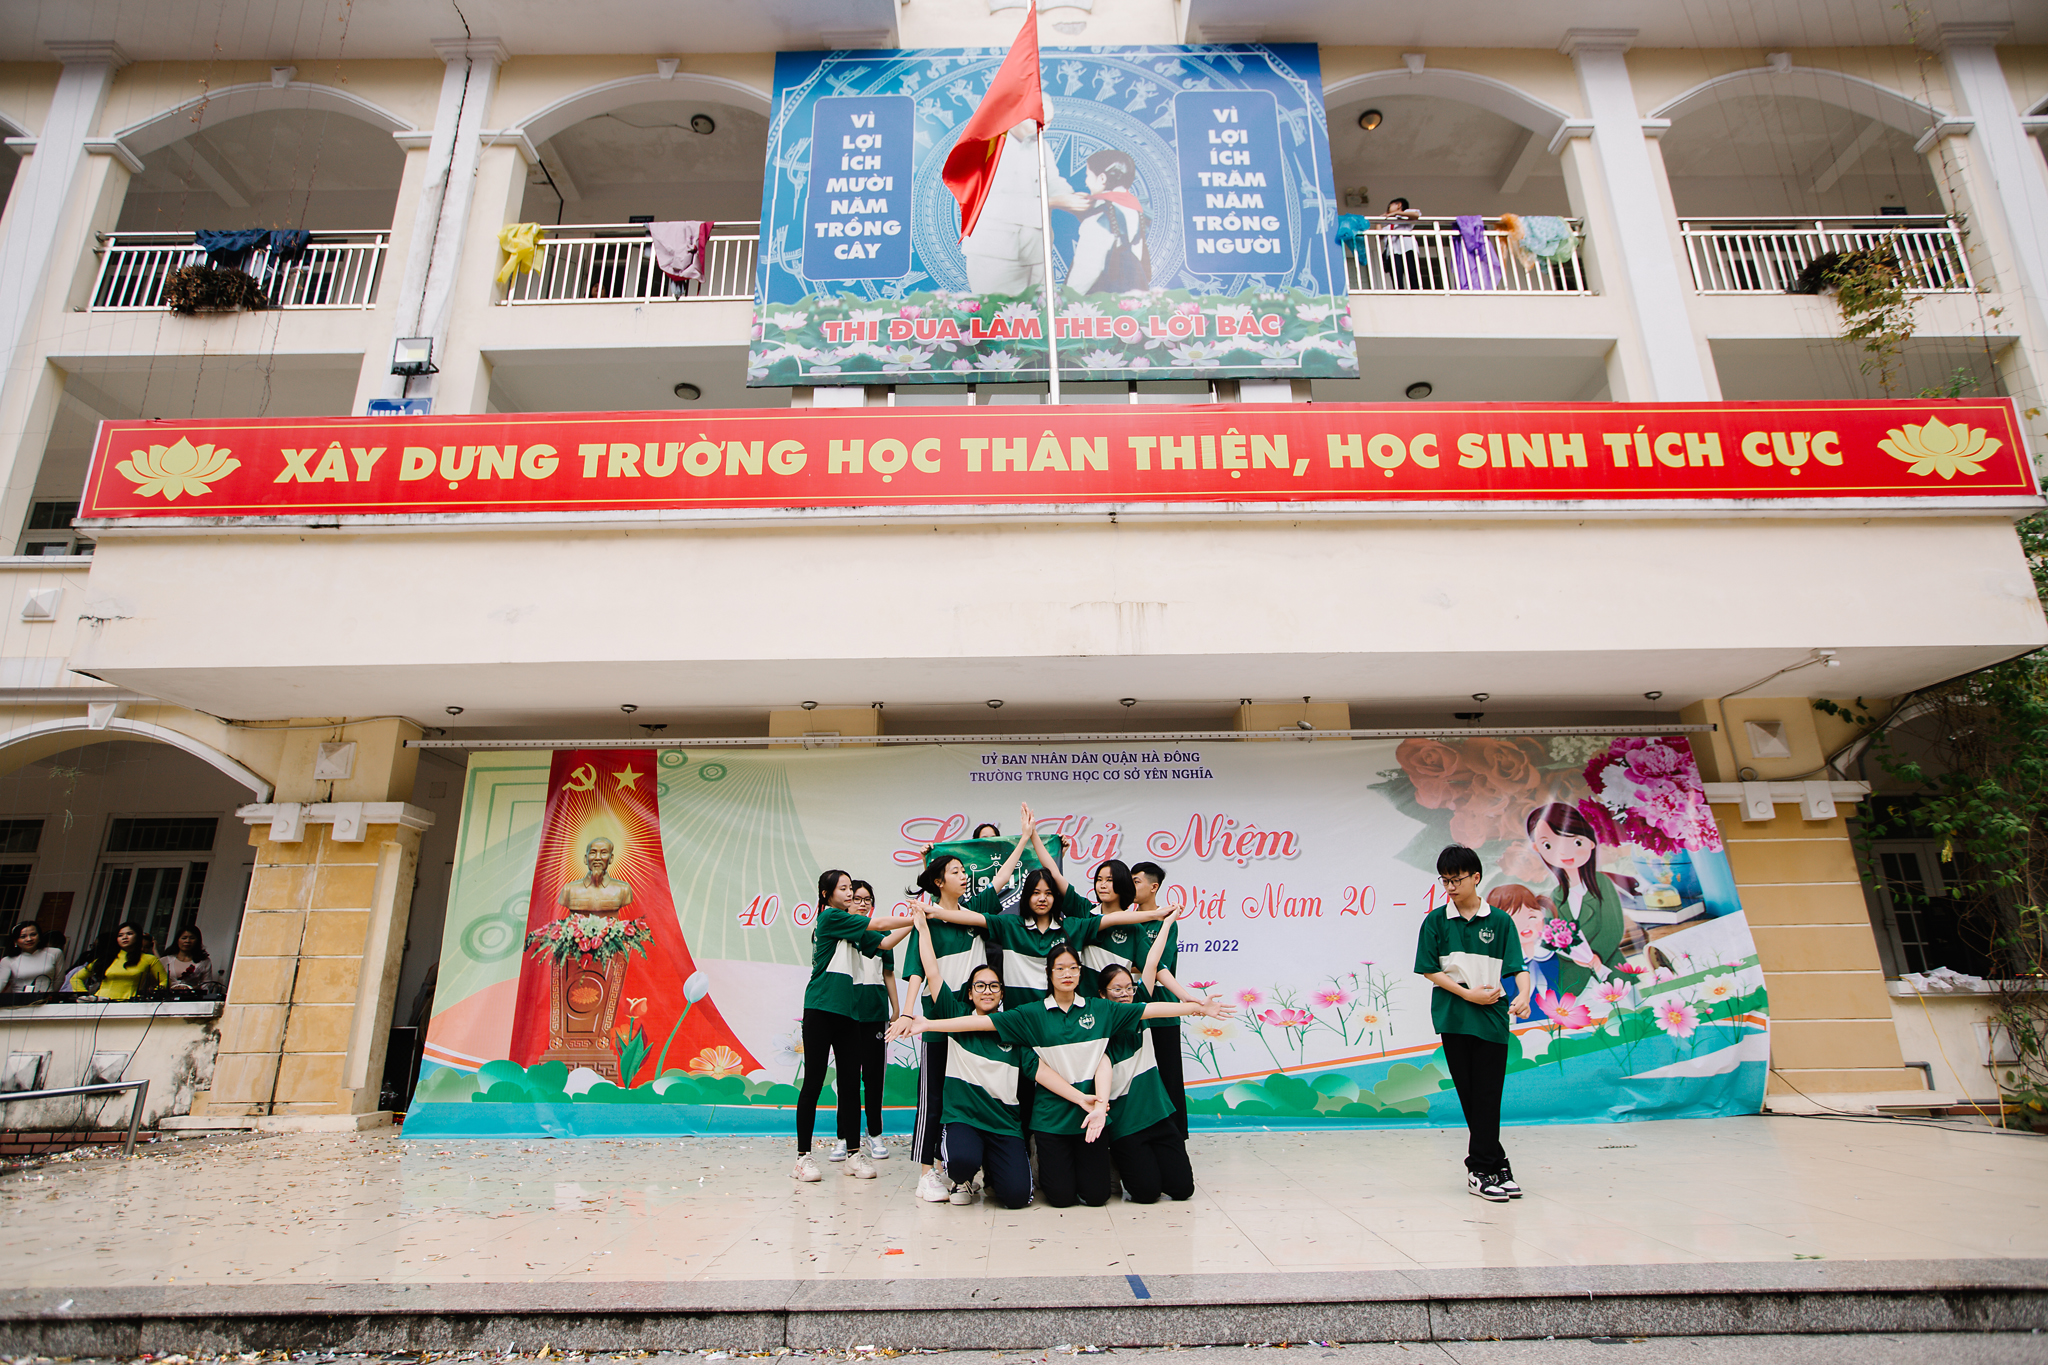 VÌ
LỢI
ÍCH
MƯỜI
NĂM
TRỒNG
CÂY
VÌ
LỢI
ÍCH
TRĂM
NĂM
TRỒNG
NGƯỜI
THI ĐUA LÀM THEO LỜI BÁC
XÂY DỰNG TRƯỜNG HỌC THÂN THIỆN, HỌC SINH TÍCH CỰC
UỶ BAN NHÂN DÂN QUẬN HÀ ĐÔNG
TRƯỜNG TRUNG HỌC CƠ SỞ YÊN NGHĨA
Kỷ Niệm
40 Việt Nam 20 -
2022